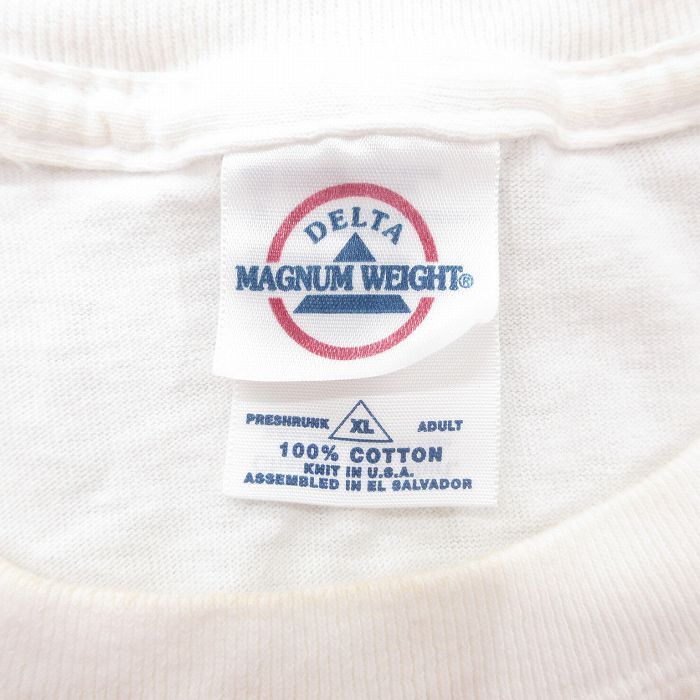 DELTA
MAGNUM WEIGHT®
PRESHRUNK XL ADULT
100% COTTON
KNIT IN U.S.A.
ASSEMBLED IN EL SALVADOR